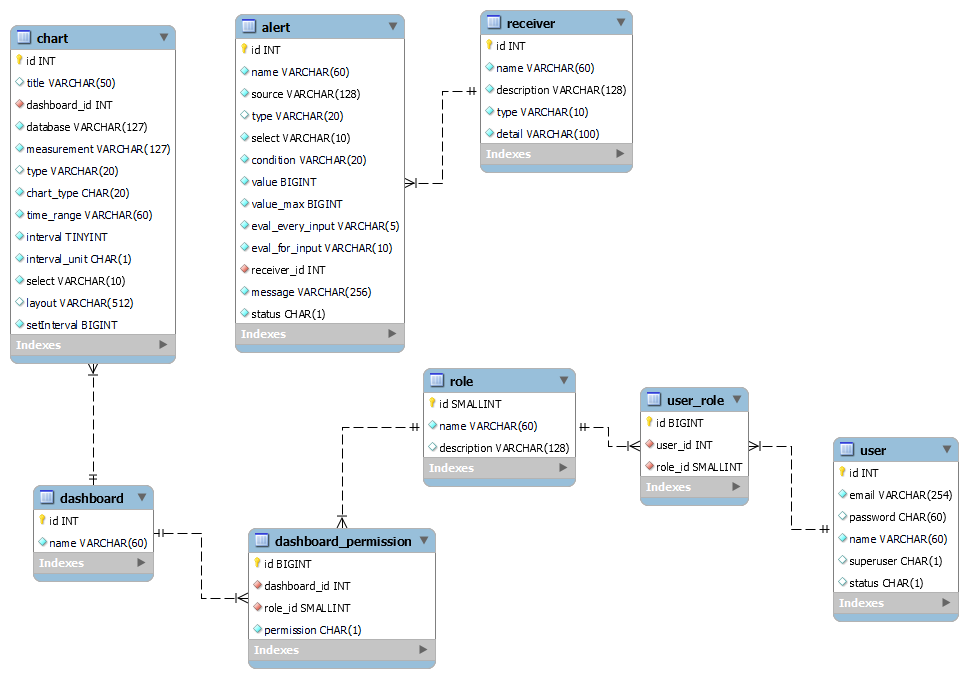 chart
id INT
title VARCHAR(50)
dashboard_id INT
database VARCHAR(127)
measurement VARCHAR(127)
type VARCHAR(20)
chart_type CHAR(20)
time_range VARCHAR(60)
interval TINYINT
interval_unit CHAR(1)
select VARCHAR(10)
layout VARCHAR(512)
setInterval BIGINT
Indexes
alert
id INT
name VARCHAR(60)
source VARCHAR(128)
type VARCHAR(20)
select VARCHAR(10)
condition VARCHAR(20)
value BIGINT
value_max BIGINT
eval_every_input VARCHAR(5)
eval_for_input VARCHAR(10)
receiver_id INT
message VARCHAR(256)
status CHAR(1)
Indexes
receiver
id INT
name VARCHAR(60)
description VARCHAR(128)
type VARCHAR(10)
detail VARCHAR(100)
Indexes
role
id SMALLINT
name VARCHAR(60)
description VARCHAR(128)
Indexes
user_role
id BIGINT
user_id INT
role_id SMALLINT
Indexes
user
id INT
email VARCHAR(254)
password CHAR(60)
name VARCHAR(60)
superuser CHAR(1)
status CHAR(1)
Indexes
dashboard
id INT
name VARCHAR(60)
Indexes
dashboard_permission
id BIGINT
dashboard_id INT
role_id SMALLINT
permission CHAR(1)
Indexes